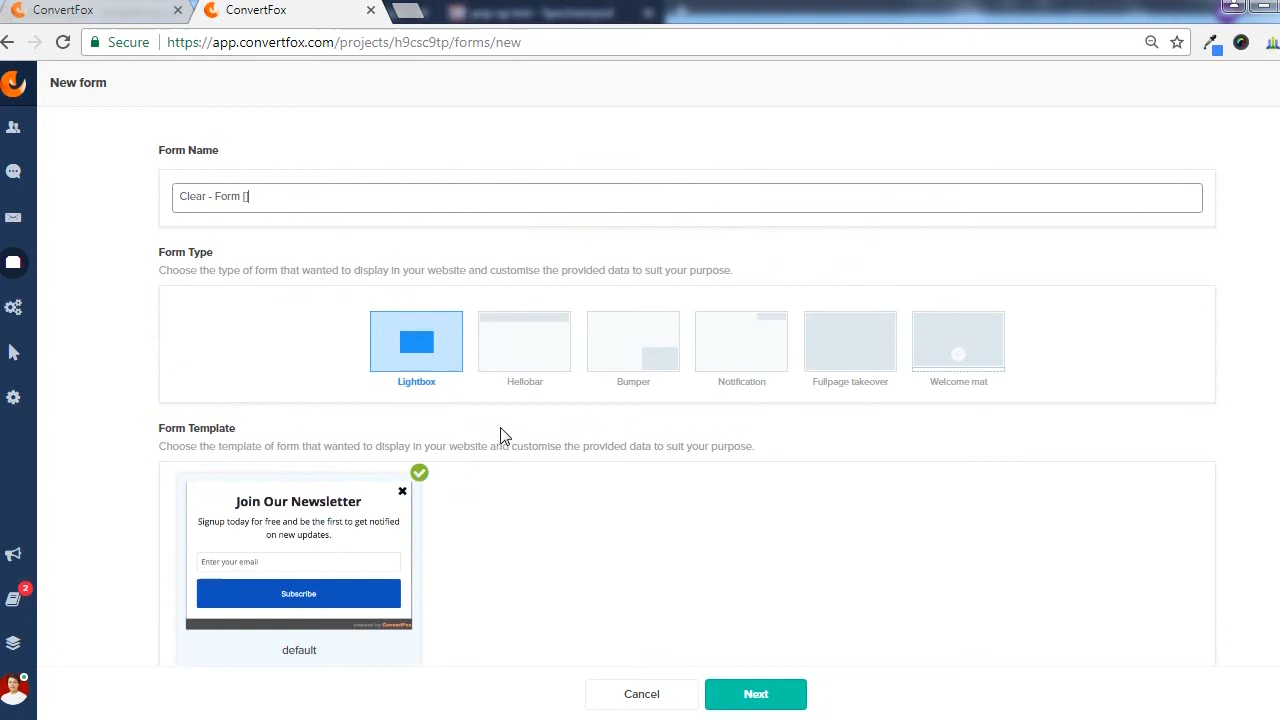 ConvertFox
ConvertFox
Secure
https://app.convertfox.com/projects/h9csc9tp/forms/new
New form
Form Name
Clear - Form []
Form Type
Choose the type of form that wanted to display in your website and customise the provided data to suit your purpose.
Lightbox
Hellobar
Bumper
Notification
Fullpage takeover
Welcome mat
Form Template
Choose the template of form that wanted to display in your website and customise the provided data to suit your purpose.
Join Our Newsletter
Signup today for free and be the first to get notified
on new updates.
Enter your email
Subscribe
powered by ConvertFox
default
2
Cancel
Next